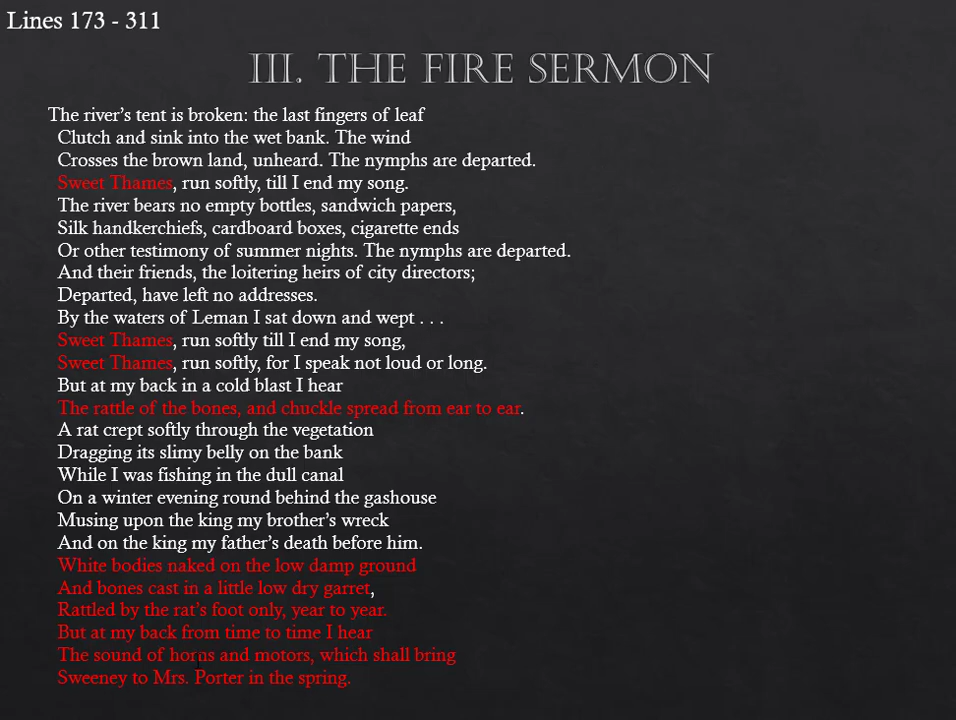 Lines 173 - 311
III. THE FIRE SERMON
The river's tent is broken: the last fingers of leaf
Clutch and sink into the wet bank. The wind
Crosses the brown land, unheard. The nymphs are departed.
Sweet Thames, run softly, till I end my song.
The river bears no empty bottles, sandwich papers,
Silk handkerchiefs, cardboard boxes, cigarette ends
Or other testimony of summer nights. The nymphs are departed.
And their friends, the loitering heirs of city directors;
Departed, have left no addresses.
By the waters of Leman I sat down and wept . . .
Sweet Thames, run softly till I end my song,
Sweet Thames, run softly, for I speak not loud or long.
But at my back in a cold blast I hear
The rattle of the bones, and chuckle spread from ear to ear.
A rat crept softly through the vegetation
Dragging its slimy belly on the bank
While I was fishing in the dull canal
On a winter evening round behind the gashouse
Musing upon the king my brother's wreck
And on the king my father's death before him.
White bodies naked on the low damp ground
And bones cast in a little low dry garret,
Rattled by the rat's foot only, year to year.
But at my back from time to time I hear
The sound of horns and motors, which shall bring
Sweeney to Mrs. Porter in the spring.